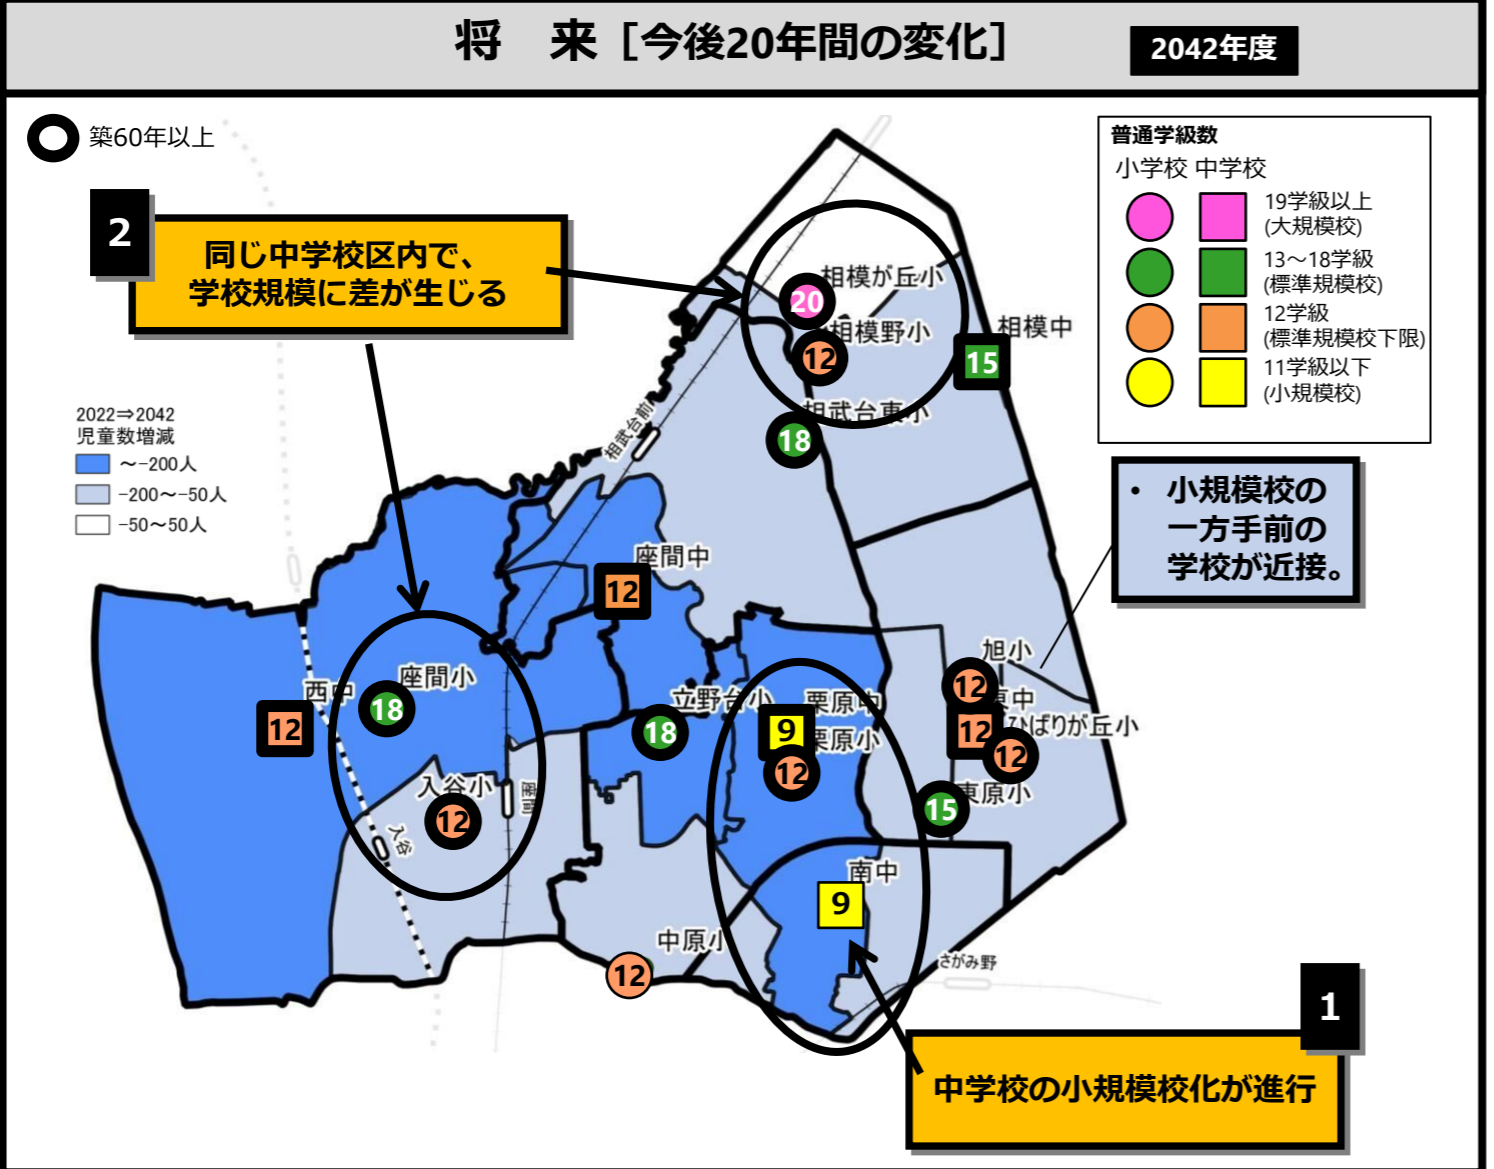 将 来［今後20年間の変化］
2042年度
築60年以上
普通学級数
小学校 中学校
19学級以上
(大規模校)
13～18学級
(標準規模校)
12学級
(標準規模校下限)
11学級以下
(小規模校)
2
同じ中学校区内で、
学校規模に差が生じる
相模が丘小
20
相模野小
12
相模中
15
相武台東小
18
2022⇒2042
児童数増減
～-200人
-200～-50人
-50～50人
相武台前
・ 小規模校の
一方手前の
学校が近接。
座間中
12
旭小
12
東中
12
ひばりが丘小
12
西中
12
座間小
18
立野台小
18
栗原中
9
栗原小
12
入谷小
12
座間
入谷
東原小
15
南中
9
中原小
12
さがみ野
1
中学校の小規模校化が進行